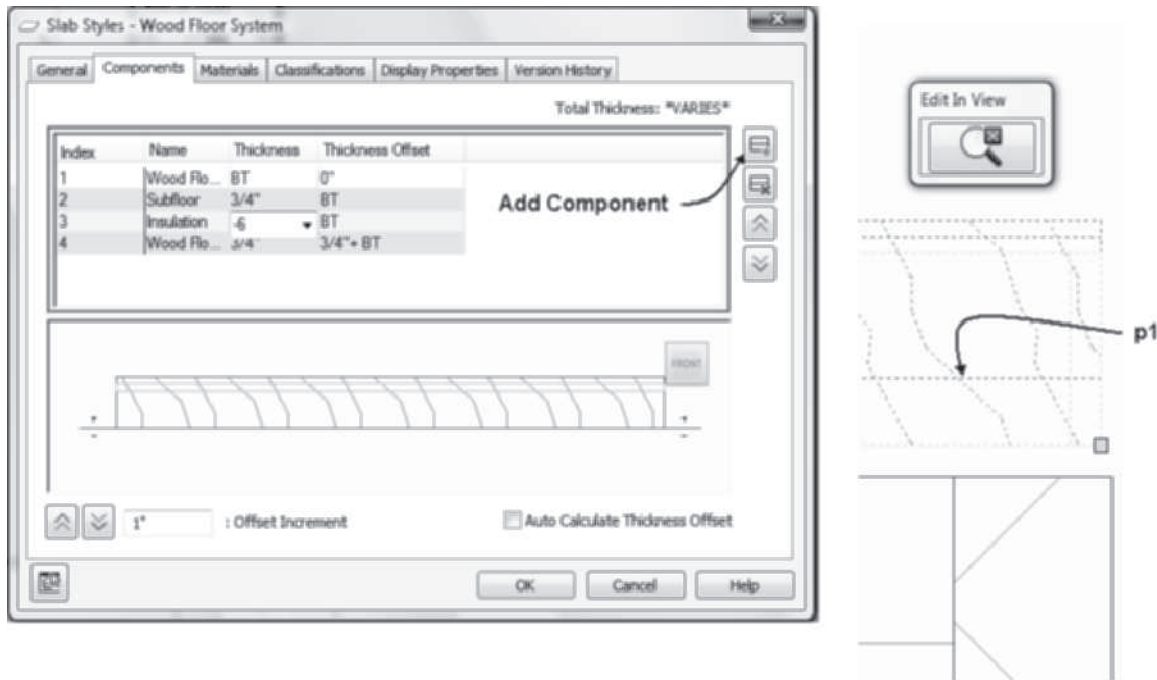 Slab Styles - Wood Floor System
General Components Materials Classifications Display Properties Version History
Total Thickness: *VARIES*
Index Name Thickness Thickness Offset
1 Wood Flo... BT 0"
2 Subfloor 3/4" BT
3 Insulation -6 BT
4 Wood Flo... 3/4" 3/4"+ BT
Add Component
FRONT
1" : Offset Increment
Auto Calculate Thickness Offset
OK Cancel Help
Edit In View
p1